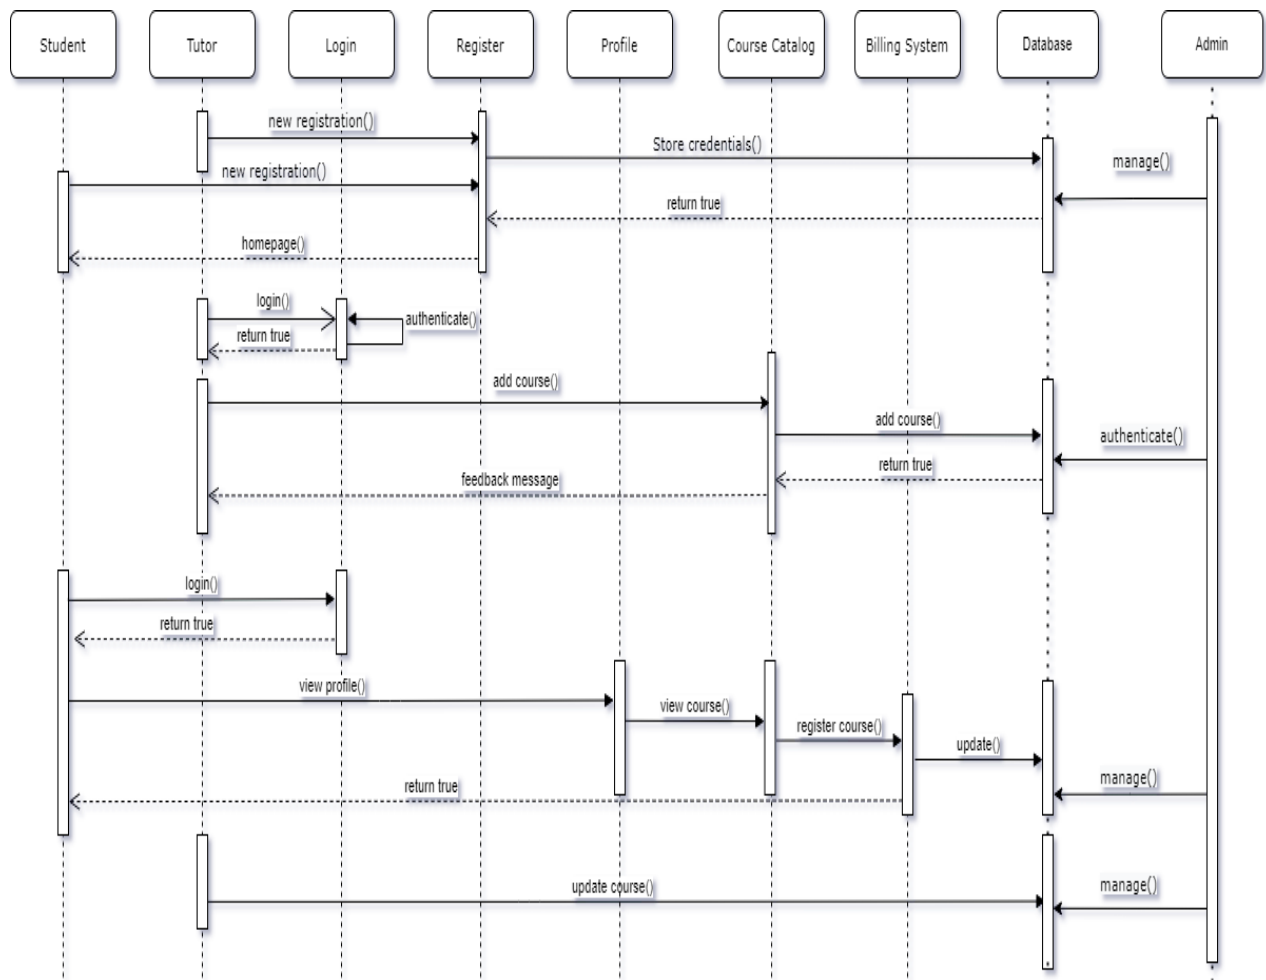 Student
Tutor
Login
Register
Profile
Course Catalog
Billing System
Database
Admin
new registration()
Store credentials()
manage()
new registration()
return true
homepage()
login()
authenticate()
return true
add course()
add course()
authenticate()
return true
feedback message
login()
return true
view profile()
view course()
register course()
update()
manage()
return true
update course()
manage()